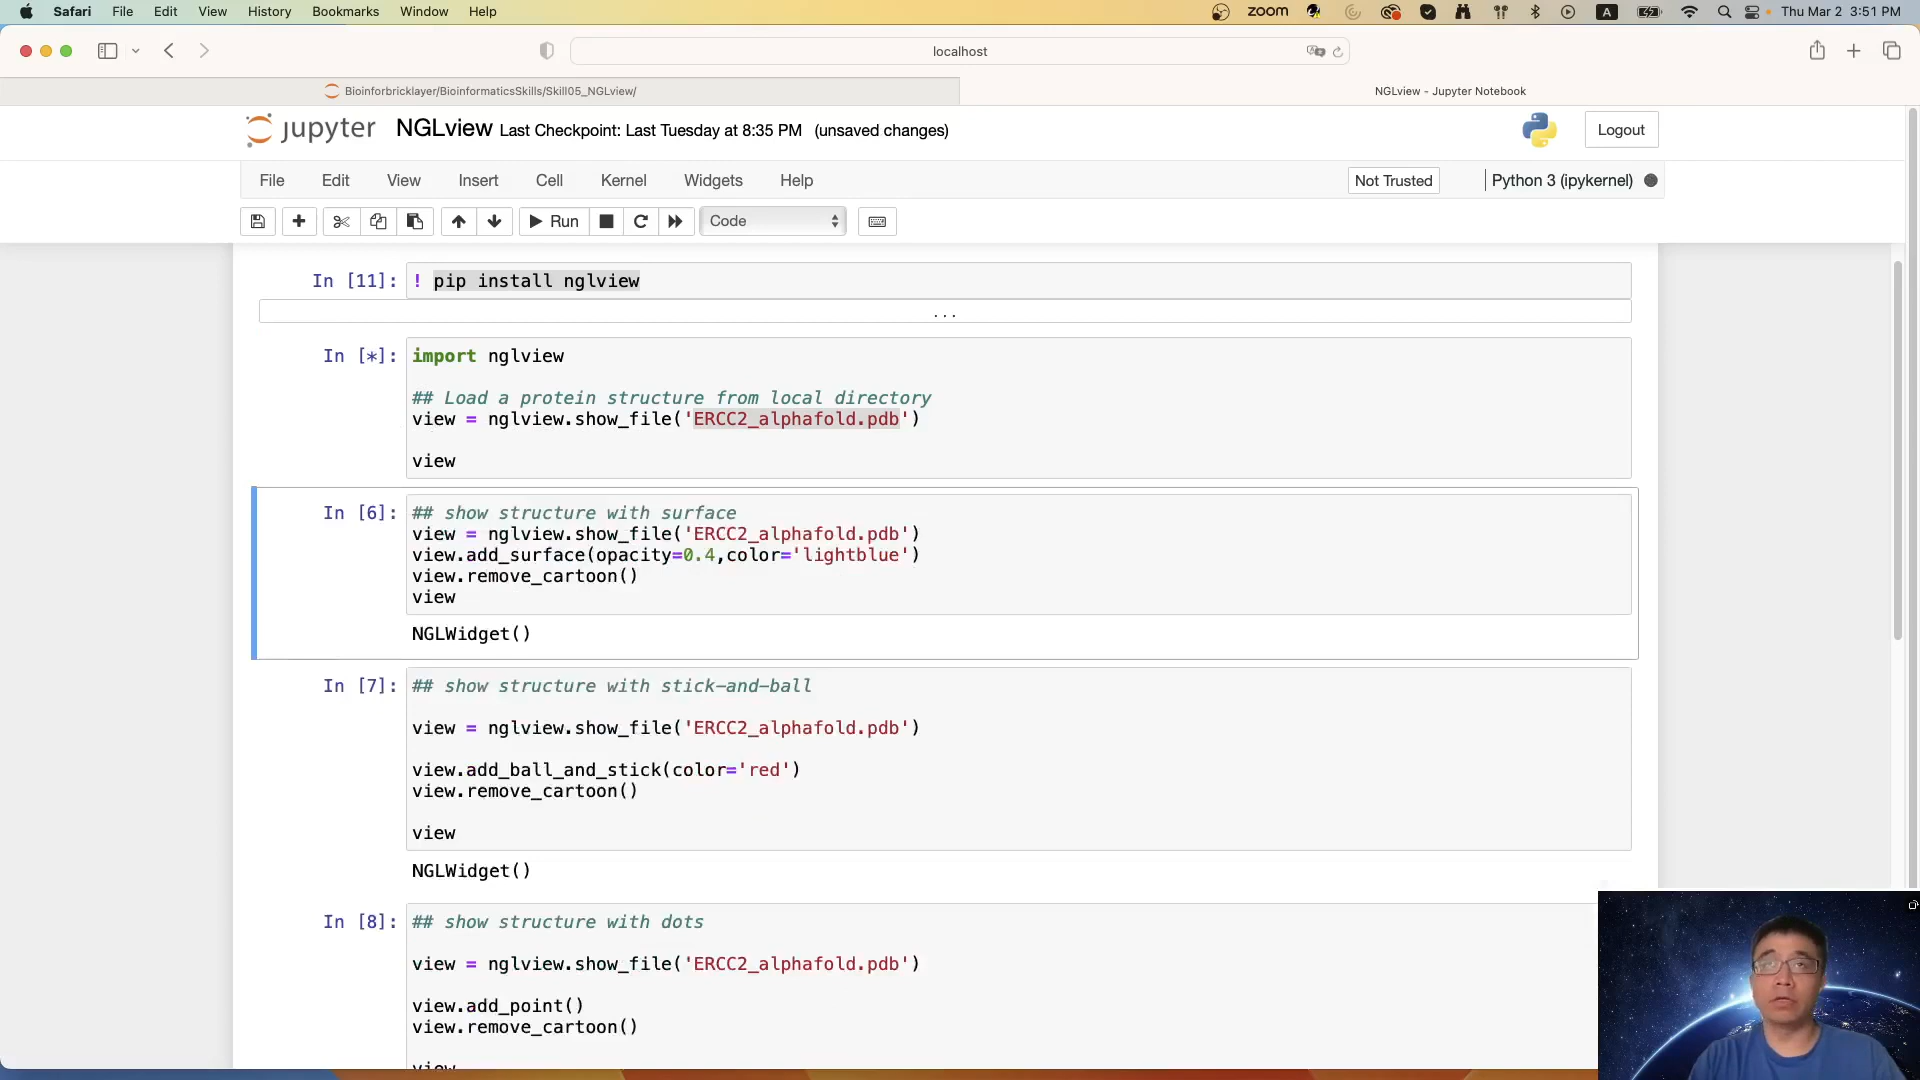 Safari File Edit View History Bookmarks Window Help zoom A Thu Mar 2 3:51 PM
localhost
Bioinforbricklayer/BioinformaticsSkills/Skill05_NGLview/
NGLview - Jupyter Notebook
jupyter NGLview Last Checkpoint: Last Tuesday at 8:35 PM (unsaved changes)
Logout
File Edit View Insert Cell Kernel Widgets Help
Not Trusted
Python 3 (ipykernel)
Run
Code
In [11]: ! pip install nglview
...
In [*]: import nglview
## Load a protein structure from local directory
view = nglview.show_file('ERCC2_alphafold.pdb')
view
In [6]: ## show structure with surface
view = nglview.show_file('ERCC2_alphafold.pdb')
view.add_surface(opacity=0.4,color='lightblue')
view.remove_cartoon()
view
NGLWidget()
In [7]: ## show structure with stick-and-ball
view = nglview.show_file('ERCC2_alphafold.pdb')
view.add_ball_and_stick(color='red')
view.remove_cartoon()
view
NGLWidget()
In [8]: ## show structure with dots
view = nglview.show_file('ERCC2_alphafold.pdb')
view.add_point()
view.remove_cartoon()
view